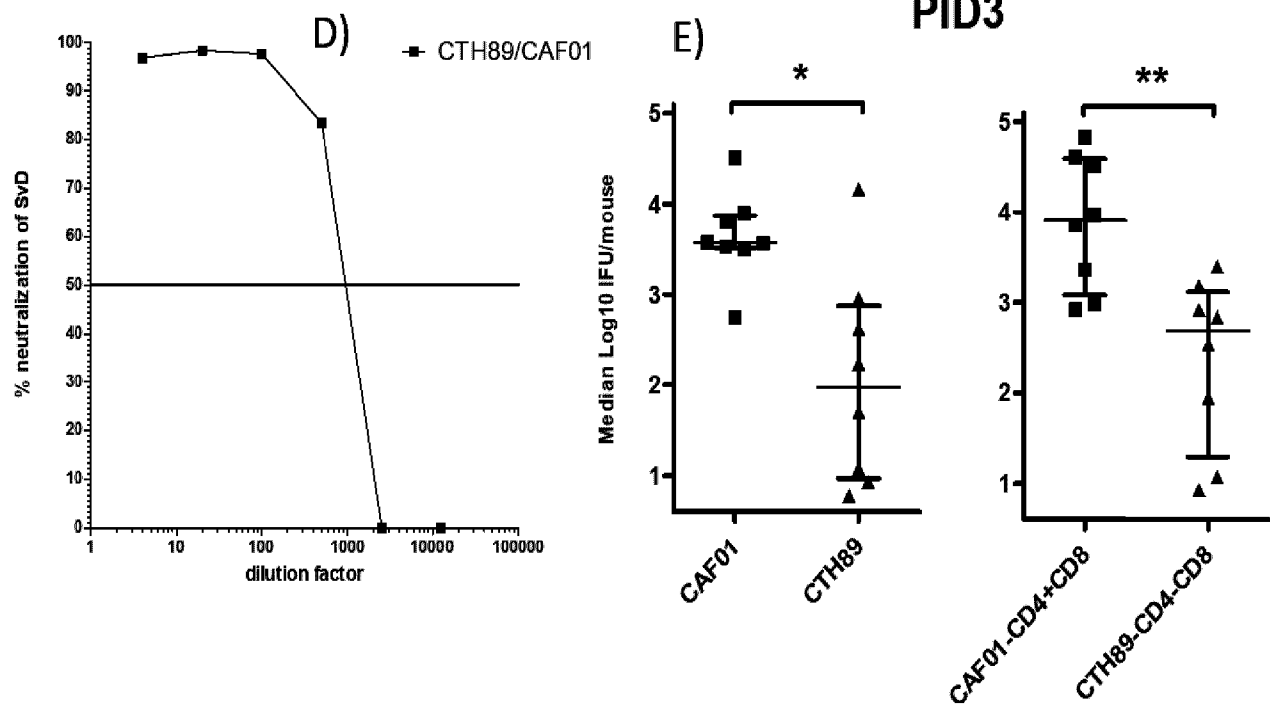 D)
CTH89/CAF01
% neutralization of SvD
100
90
80
70
60
50
40
30
20
10
0
1
10
100
1000
10000
100000
dilution factor
E)
PID3
*
**
Median Log10 IFU/mouse
5
4
3
2
1
CAF01
CTH89
5
4
3
2
1
CAF01-CD4+CD8
CTH89-CD4-CD8